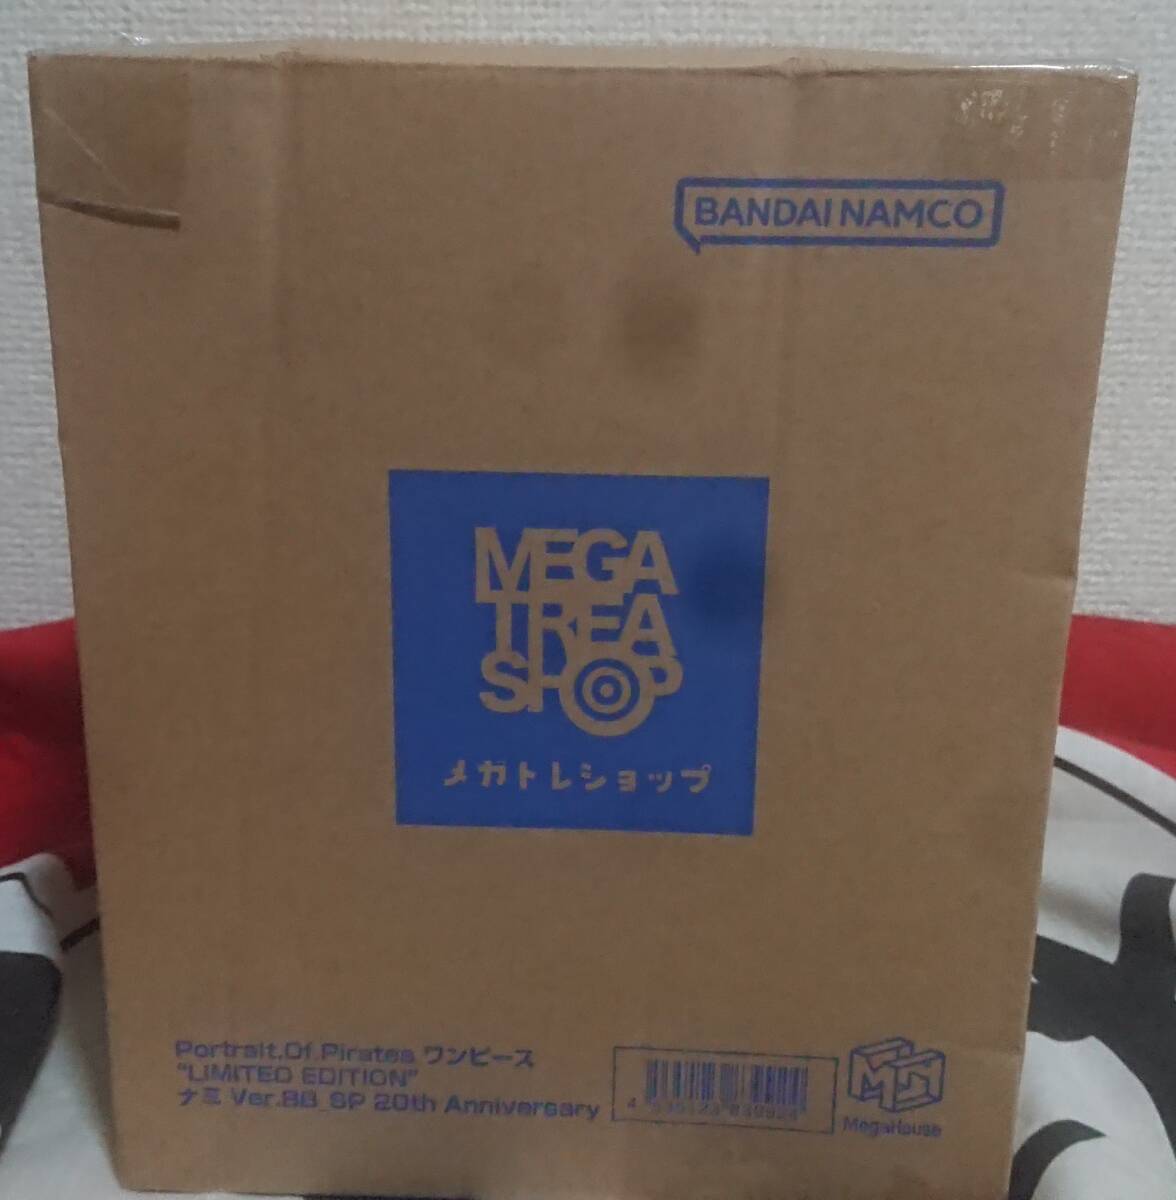 BANDAI NAMCO
MEGA
TREA
SHOP
メガトレショップ
Portrait.Of.Pirates ワンピース
"LIMITED EDITION"
ナミ Ver.BB_SP 20th Anniversary
MegaHouse